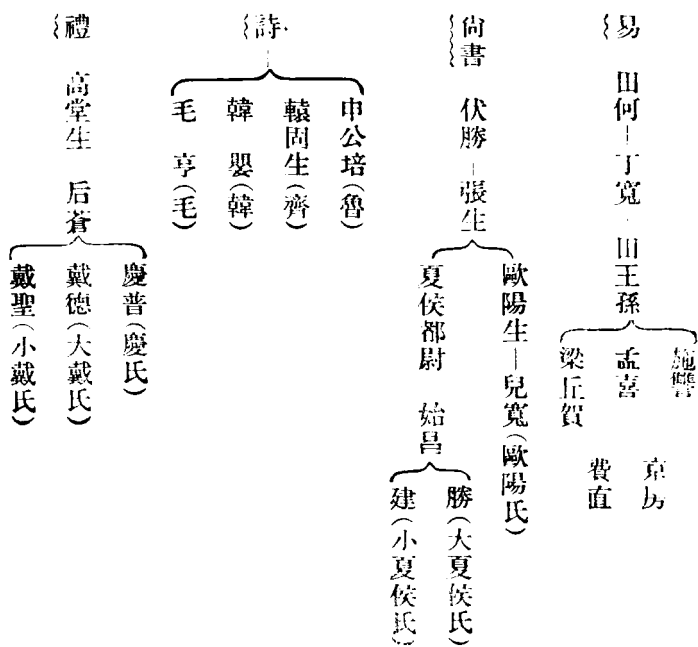 易　田何—丁寬—田王孫
施讐
孟喜
梁丘賀
京房
費直
尙書　伏勝—張生
歐陽生—兒寬(歐陽氏)
夏侯都尉　始昌
勝(大夏侯氏)
建(小夏侯氏)
詩
申公培(魯)
轅固生(齊)
韓　嬰(韓)
毛　亨(毛)
禮　高堂生　后蒼
慶普(慶氏)
戴德(大戴氏)
戴聖(小戴氏)